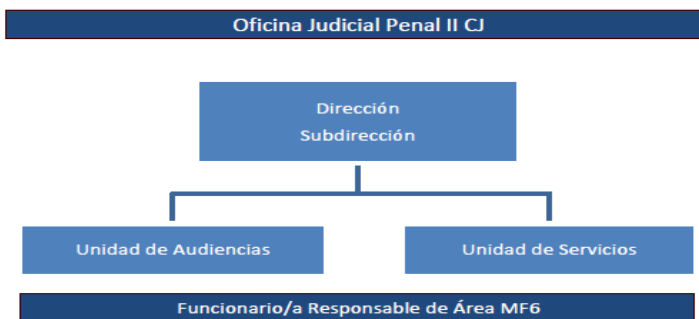 Oficina Judicial Penal II CJ
Dirección
Subdirección
Unidad de Audiencias
Unidad de Servicios
Funcionario/a Responsable de Área MF6